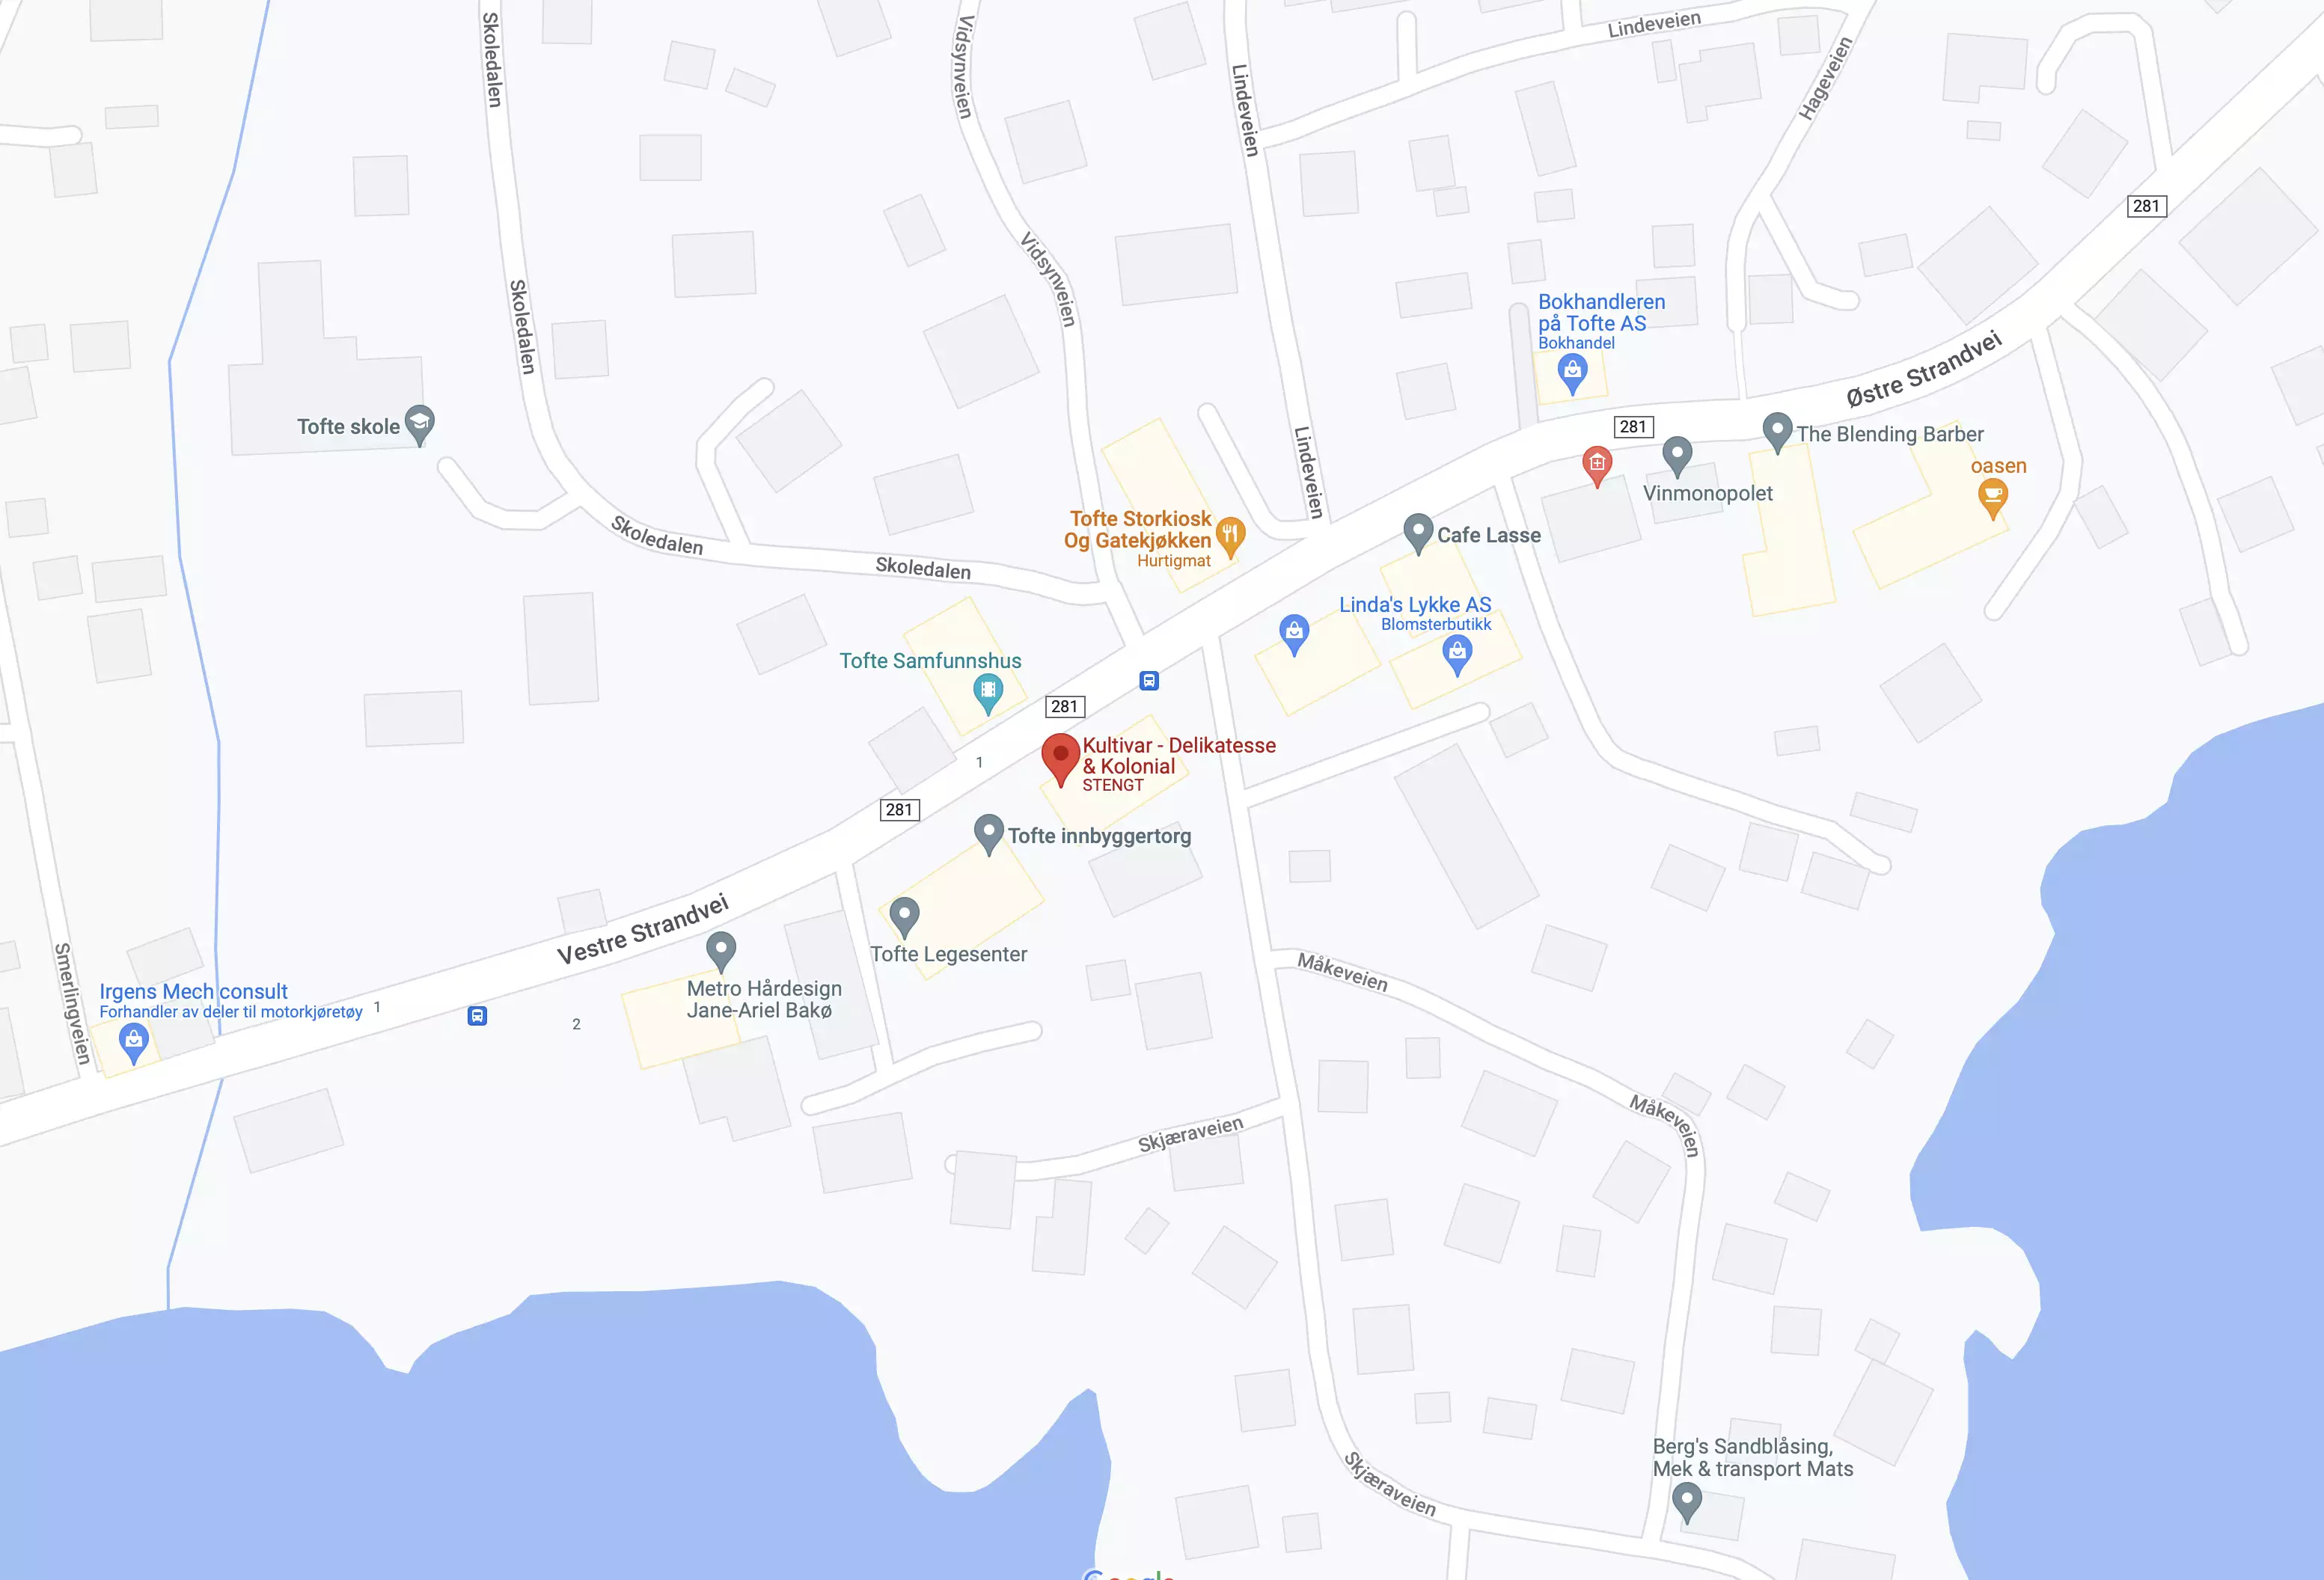 Skoledalen
Vidsynveien
Lindeveien
Lindeveien
Hageveien
281
Skoledalen
Vidsynveien
Bokhandleren
på Tofte AS
Bokhandel
Østre Strandvei
281
Tofte skole
The Blending Barber
oasen
Lindeveien
Vinmonopolet
Skoledalen
Tofte Storkiosk
Og Gatekjøkken
Hurtigmat
Cafe Lasse
Skoledalen
Linda's Lykke AS
Blomsterbutikk
Tofte Samfunnshus
281
Kultivar - Delikatesse
& Kolonial
STENGT
1
281
Tofte innbyggertorg
Vestre Strandvei
Tofte Legesenter
Metro Hårdesign
Jane-Ariel Bakø
Måkeveien
Smerlingveien
Irgens Mech consult
Forhandler av deler til motorkjøretøy
1
2
Måkeveien
Skjæraveien
Skjæraveien
Berg's Sandblåsing,
Mek & transport Mats
Google